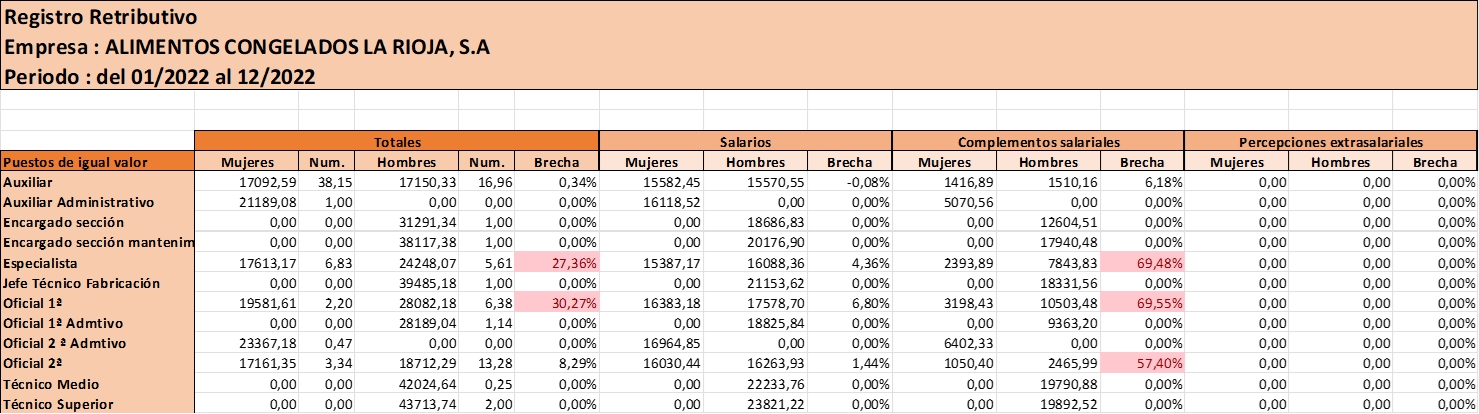 Registro Retributivo
Empresa : ALIMENTOS CONGELADOS LA RIOJA, S.A
Periodo : del 01/2022 al 12/2022
Totales Salarios Complementos salariales Percepciones extrasalariales
Puestos de igual valor Mujeres Num. Hombres Num. Brecha Mujeres Hombres Brecha Mujeres Hombres Brecha Mujeres Hombres Brecha
Auxiliar 17092,59 38,15 17150,33 16,96 0,34% 15582,45 15570,55 -0,08% 1416,89 1510,16 6,18% 0,00 0,00 0,00%
Auxiliar Administrativo 21189,08 1,00 0,00 0,00 0,00% 16118,52 0,00 0,00% 5070,56 0,00 0,00% 0,00 0,00 0,00%
Encargado sección 0,00 0,00 31291,34 1,00 0,00% 0,00 18686,83 0,00% 0,00 12604,51 0,00% 0,00 0,00 0,00%
Encargado sección mantenim 0,00 0,00 38117,38 1,00 0,00% 0,00 20176,90 0,00% 0,00 17940,48 0,00% 0,00 0,00 0,00%
Especialista 17613,17 6,83 24248,07 5,61 27,36% 15387,17 16088,36 4,36% 2393,89 7843,83 69,48% 0,00 0,00 0,00%
Jefe Técnico Fabricación 0,00 0,00 39485,18 1,00 0,00% 0,00 21153,62 0,00% 0,00 18331,56 0,00% 0,00 0,00 0,00%
Oficial 1ª 19581,61 2,20 28082,18 6,38 30,27% 16383,18 17578,70 6,80% 3198,43 10503,48 69,55% 0,00 0,00 0,00%
Oficial 1ª Admtivo 0,00 0,00 28189,04 1,14 0,00% 0,00 18825,84 0,00% 0,00 9363,20 0,00% 0,00 0,00 0,00%
Oficial 2 ª Admtivo 23367,18 0,47 0,00 0,00 0,00% 16964,85 0,00 0,00% 6402,33 0,00 0,00% 0,00 0,00 0,00%
Oficial 2ª 17161,35 3,34 18712,29 13,28 8,29% 16030,44 16263,93 1,44% 1050,40 2465,99 57,40% 0,00 0,00 0,00%
Técnico Medio 0,00 0,00 42024,64 0,25 0,00% 0,00 22233,76 0,00% 0,00 19790,88 0,00% 0,00 0,00 0,00%
Técnico Superior 0,00 0,00 43713,74 2,00 0,00% 0,00 23821,22 0,00% 0,00 19892,52 0,00% 0,00 0,00 0,00%